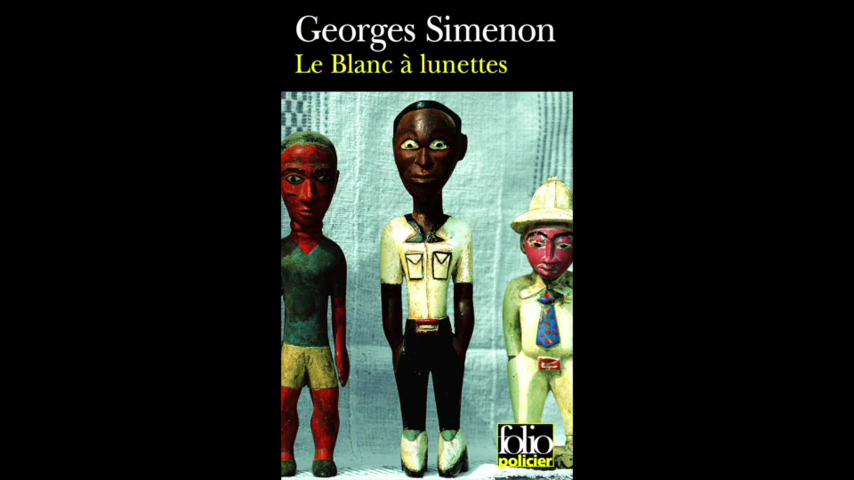 Georges Simenon
Le Blanc à lunettes
folio
policier